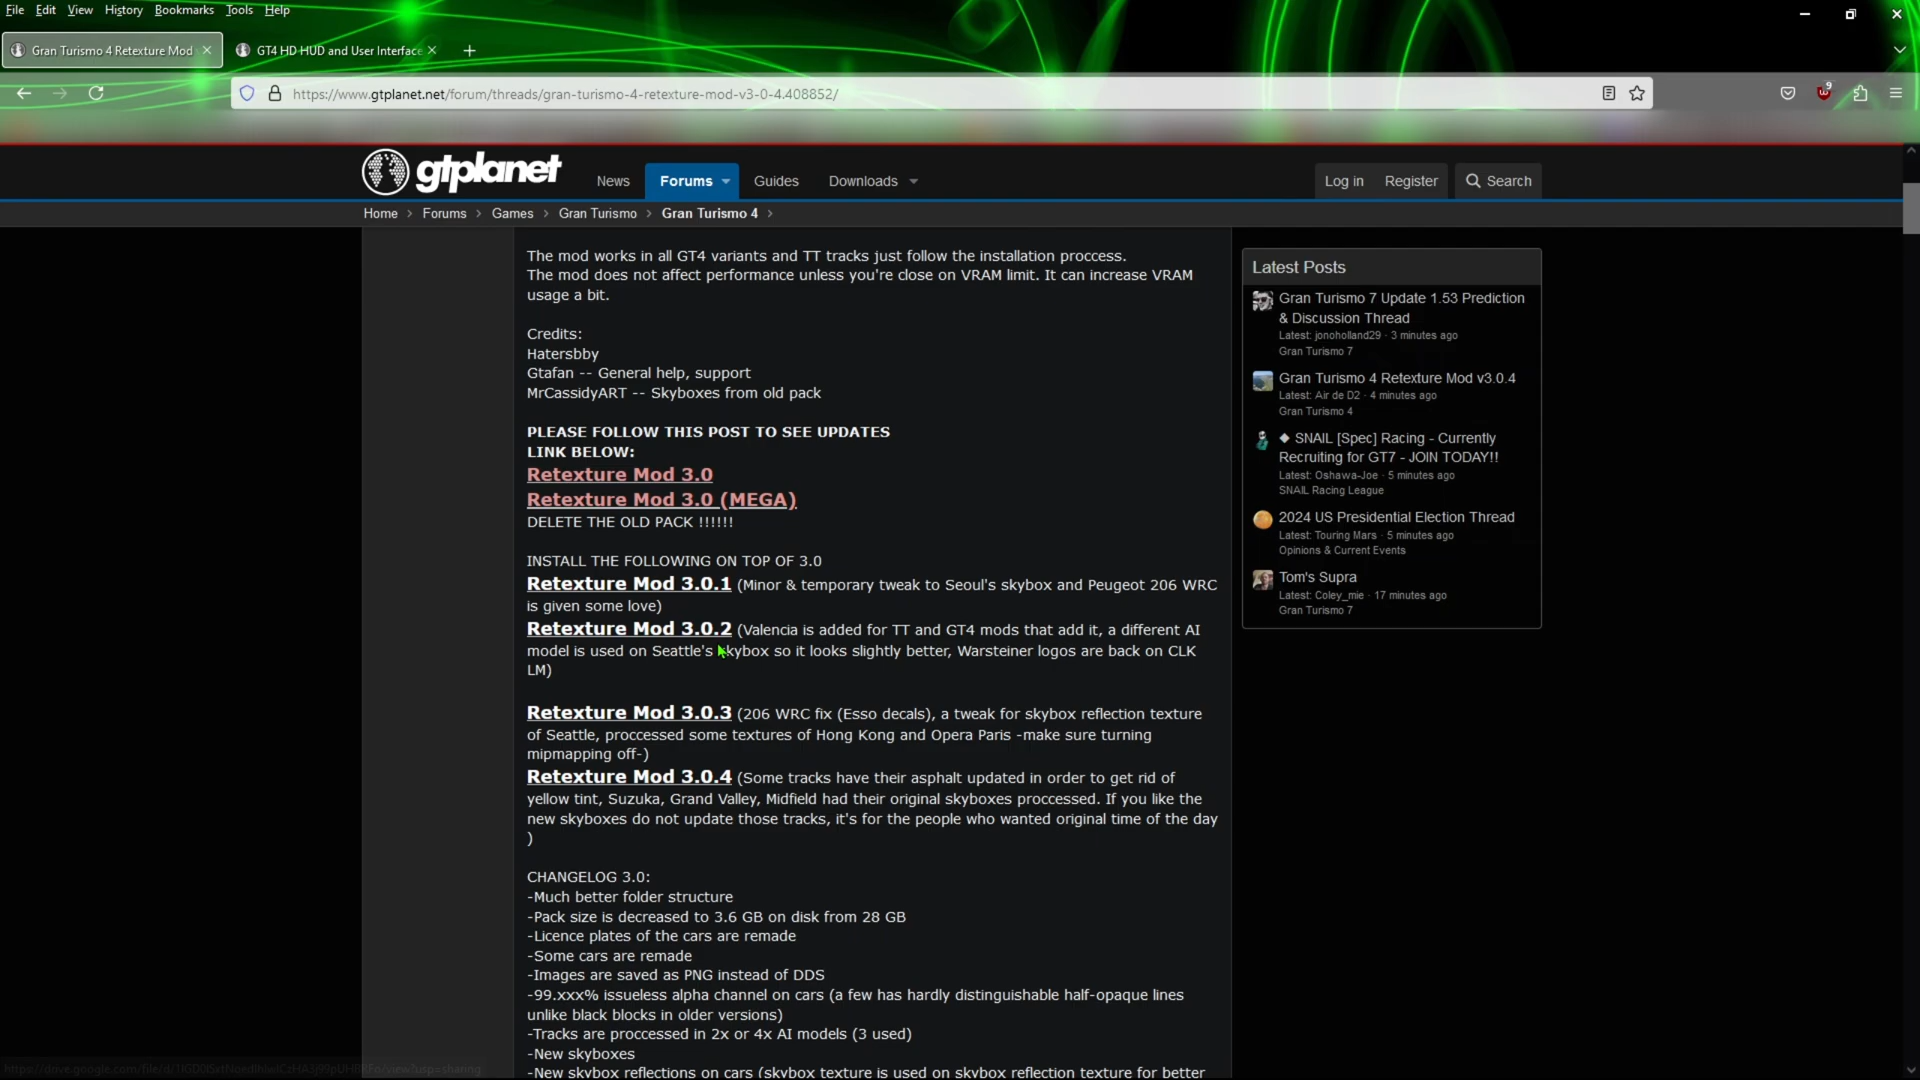 File Edit View History Bookmarks Tools Help
Gran Turismo 4 Retexture Mod
GT4 HD HUD and User Interface
https://www.gtplanet.net/forum/threads/gran-turismo-4-retexture-mod-v3-0-4.408852/
9
gtplanet
News Forums Guides Downloads Log in Register Search
Home > Forums > Games > Gran Turismo > Gran Turismo 4 >
The mod works in all GT4 variants and TT tracks just follow the installation proccess.
The mod does not affect performance unless you're close on VRAM limit. It can increase VRAM
usage a bit.
Credits:
Hatersbby
Gtafan -- General help, support
MrCassidyART -- Skyboxes from old pack
PLEASE FOLLOW THIS POST TO SEE UPDATES
LINK BELOW:
Retexture Mod 3.0
Retexture Mod 3.0 (MEGA)
DELETE THE OLD PACK !!!!!!
INSTALL THE FOLLOWING ON TOP OF 3.0
Retexture Mod 3.0.1 (Minor & temporary tweak to Seoul's skybox and Peugeot 206 WRC
is given some love)
Retexture Mod 3.0.2 (Valencia is added for TT and GT4 mods that add it, a different AI
model is used on Seattle's skybox so it looks slightly better, Warsteiner logos are back on CLK
LM)
Retexture Mod 3.0.3 (206 WRC fix (Esso decals), a tweak for skybox reflection texture
of Seattle, proccessed some textures of Hong Kong and Opera Paris -make sure turning
mipmapping off-)
Retexture Mod 3.0.4 (Some tracks have their asphalt updated in order to get rid of
yellow tint, Suzuka, Grand Valley, Midfield had their original skyboxes proccessed. If you like the
new skyboxes do not update those tracks, it's for the people who wanted original time of the day
)
CHANGELOG 3.0:
-Much better folder structure
-Pack size is decreased to 3.6 GB on disk from 28 GB
-Licence plates of the cars are remade
-Some cars are remade
-Images are saved as PNG instead of DDS
-99.xxx% issueless alpha channel on cars (a few has hardly distinguishable half-opaque lines
unlike black blocks in older versions)
-Tracks are proccessed in 2x or 4x AI models (3 used)
-New skyboxes
-New skybox reflections on cars (skybox texture is used on skybox reflection texture for better
Latest Posts
Gran Turismo 7 Update 1.53 Prediction
& Discussion Thread
Latest: jonoholland29 · 3 minutes ago
Gran Turismo 7
Gran Turismo 4 Retexture Mod v3.0.4
Latest: Air de D2 · 4 minutes ago
Gran Turismo 4
◆ SNAIL [Spec] Racing - Currently
Recruiting for GT7 - JOIN TODAY!!
Latest: Oshawa-Joe · 5 minutes ago
SNAIL Racing League
2024 US Presidential Election Thread
Latest: Touring Mars · 5 minutes ago
Opinions & Current Events
Tom's Supra
Latest: Coley_mie · 17 minutes ago
Gran Turismo 7